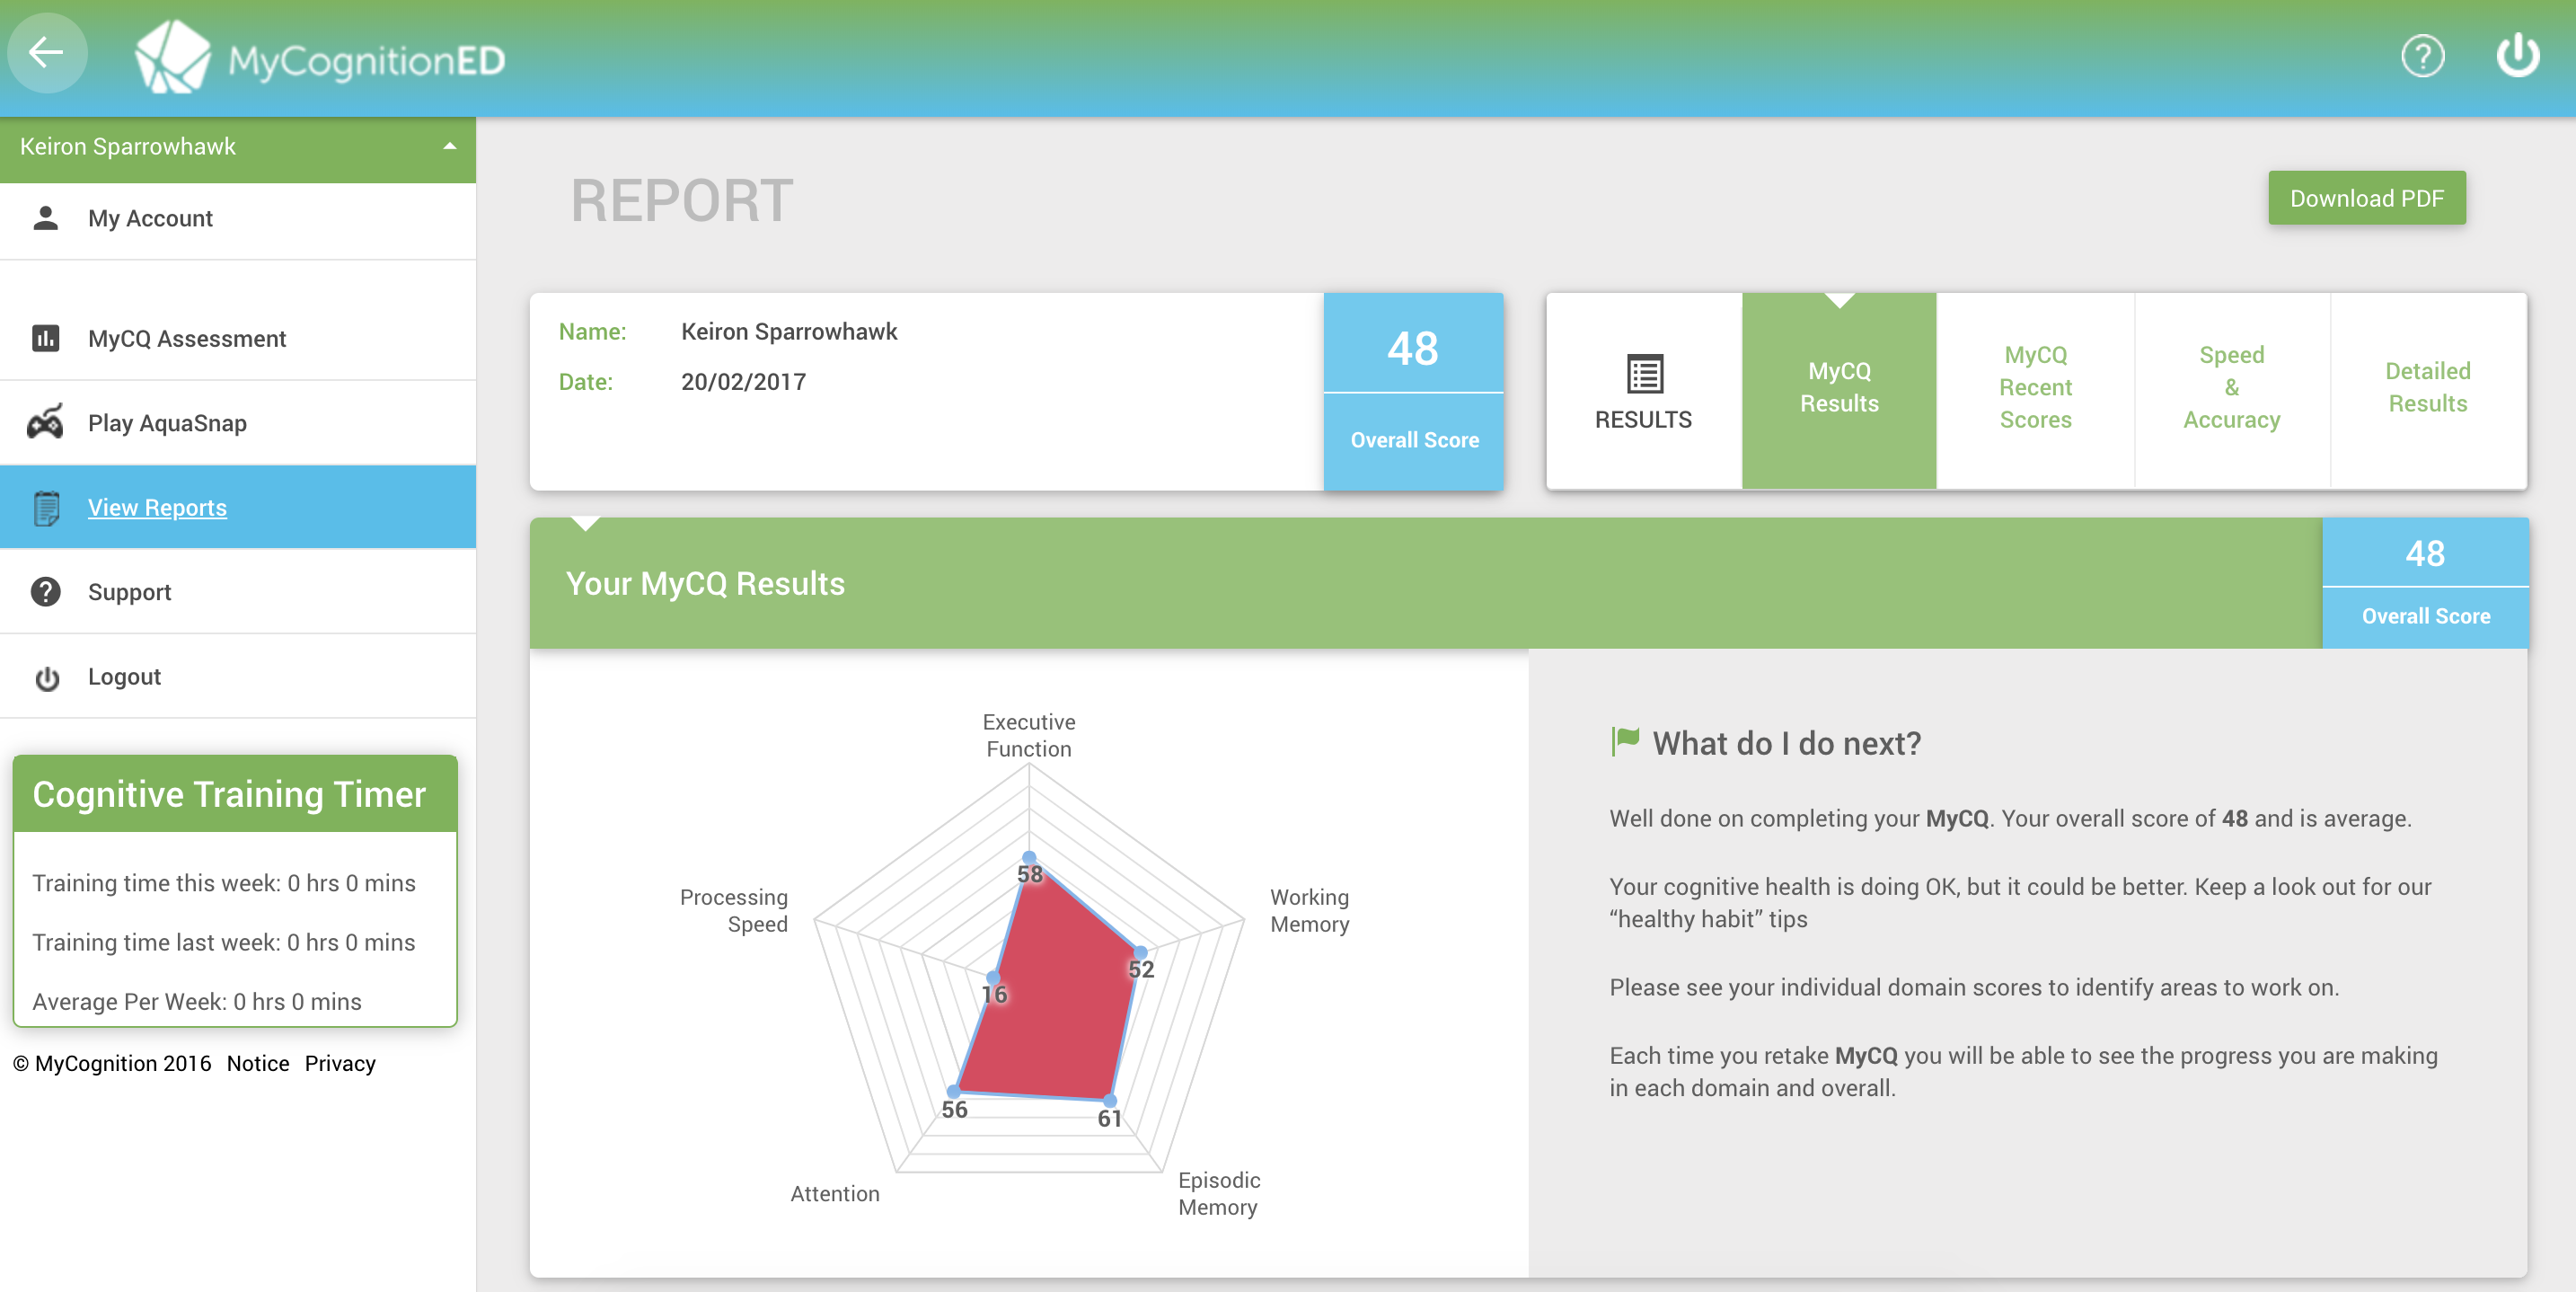 MyCognitionED
Keiron Sparrowhawk
My Account
MyCQ Assessment
Play AquaSnap
View Reports
Support
Logout
Cognitive Training Timer
Training time this week: 0 hrs 0 mins
Training time last week: 0 hrs 0 mins
Average Per Week: 0 hrs 0 mins
© MyCognition 2016 Notice Privacy
REPORT
Download PDF
Name: Keiron Sparrowhawk
Date: 20/02/2017
48
Overall Score
RESULTS
MyCQ
Results
MyCQ
Recent
Scores
Speed
&
Accuracy
Detailed
Results
Your MyCQ Results
48
Overall Score
Executive
Function
Working
Memory
Episodic
Memory
Attention
Processing
Speed
58
52
61
56
16
What do I do next?
Well done on completing your MyCQ. Your overall score of 48 and is average.
Your cognitive health is doing OK, but it could be better. Keep a look out for our
“healthy habit” tips
Please see your individual domain scores to identify areas to work on.
Each time you retake MyCQ you will be able to see the progress you are making
in each domain and overall.